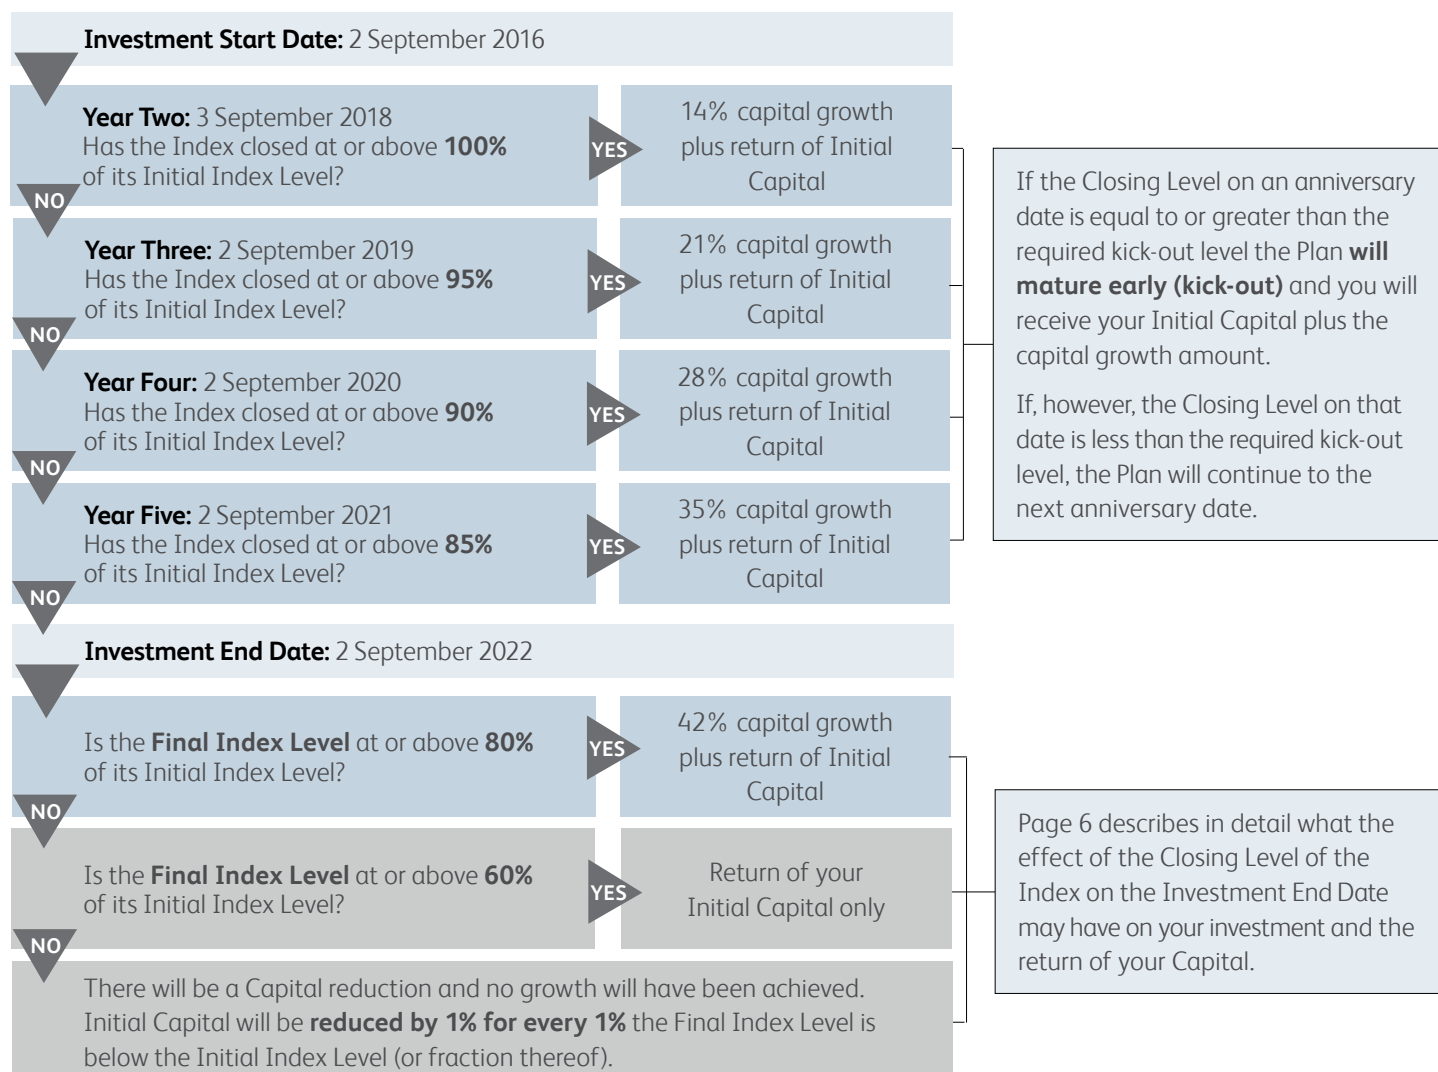 Investment Start Date: 2 September 2016
Year Two: 3 September 2018
Has the Index closed at or above 100%
of its Initial Index Level?
YES
14% capital growth
plus return of Initial
Capital
NO
Year Three: 2 September 2019
Has the Index closed at or above 95%
of its Initial Index Level?
YES
21% capital growth
plus return of Initial
Capital
NO
Year Four: 2 September 2020
Has the Index closed at or above 90%
of its Initial Index Level?
YES
28% capital growth
plus return of Initial
Capital
NO
Year Five: 2 September 2021
Has the Index closed at or above 85%
of its Initial Index Level?
YES
35% capital growth
plus return of Initial
Capital
NO
If the Closing Level on an anniversary
date is equal to or greater than the
required kick-out level the Plan will
mature early (kick-out) and you will
receive your Initial Capital plus the
capital growth amount.
If, however, the Closing Level on that
date is less than the required kick-out
level, the Plan will continue to the
next anniversary date.
Investment End Date: 2 September 2022
Is the Final Index Level at or above 80%
of its Initial Index Level?
YES
42% capital growth
plus return of Initial
Capital
NO
Is the Final Index Level at or above 60%
of its Initial Index Level?
YES
Return of your
Initial Capital only
NO
There will be a Capital reduction and no growth will have been achieved.
Initial Capital will be reduced by 1% for every 1% the Final Index Level is
below the Initial Index Level (or fraction thereof).
Page 6 describes in detail what the
effect of the Closing Level of the
Index on the Investment End Date
may have on your investment and the
return of your Capital.